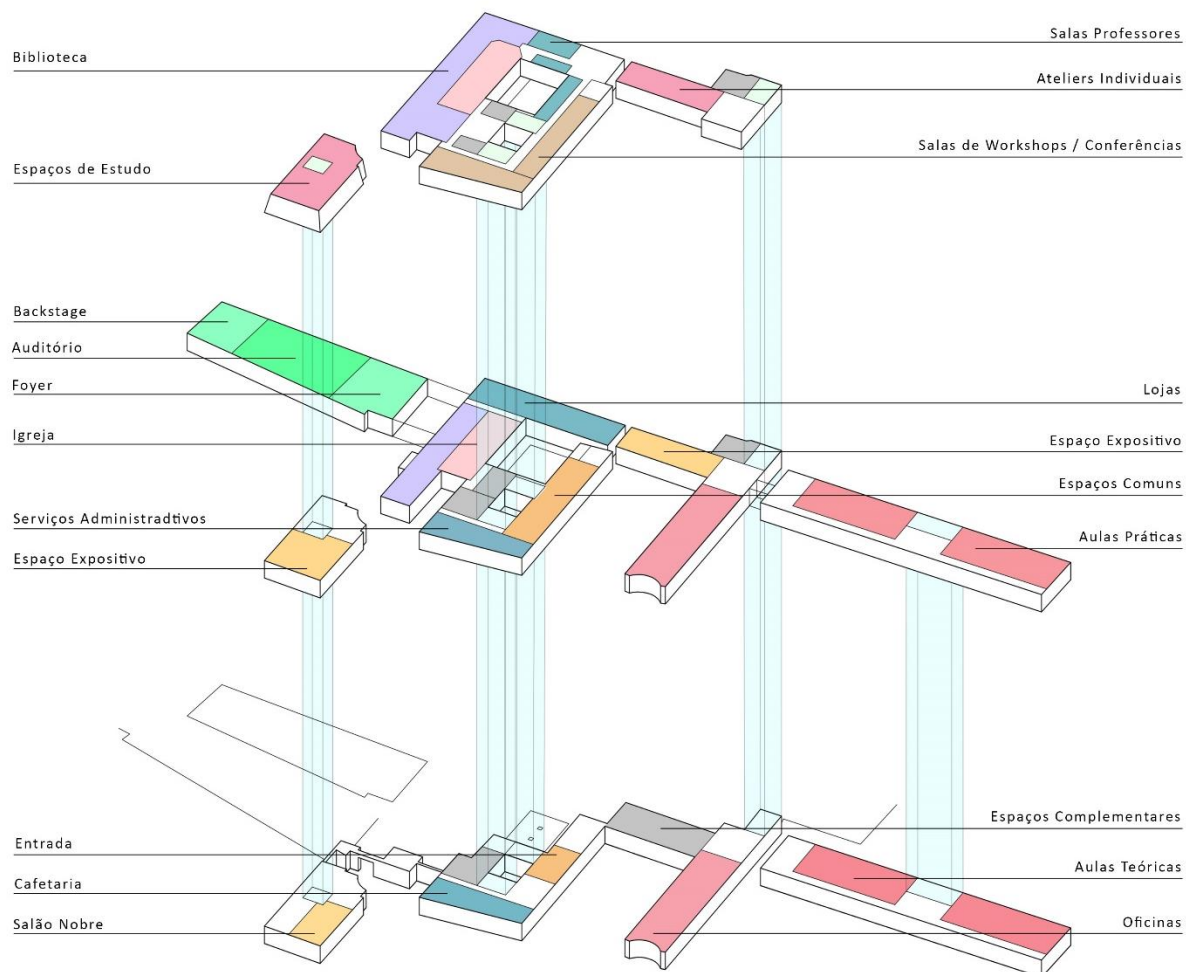 Salas Professores
Biblioteca
Ateliers Individuais
Salas de Workshops / Conferências
Espaços de Estudo
Backstage
Auditório
Foyer
Lojas
Igreja
Espaço Expositivo
Espaços Comuns
Serviços Administradtivos
Aulas Práticas
Espaço Expositivo
Espaços Complementares
Entrada
Aulas Teóricas
Cafetaria
Salão Nobre
Oficinas